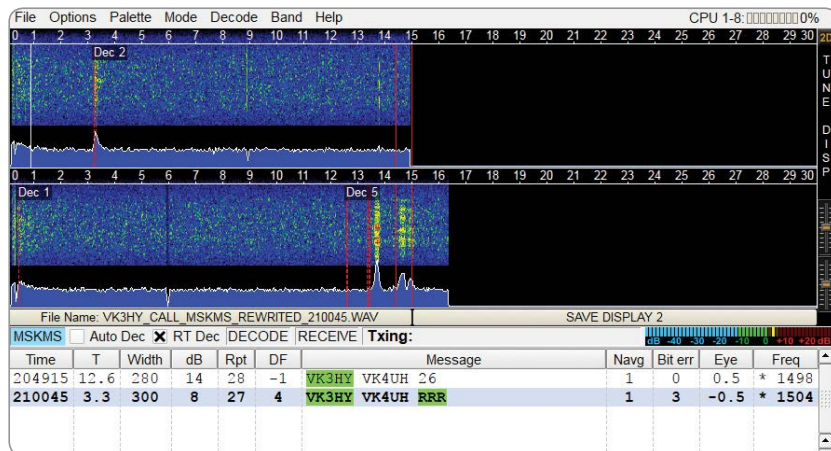 File Options Palette Mode Decode Band Help CPU 1-8: 0%
0 1 2 3 4 5 6 7 8 9 10 11 12 13 14 15 16 17 18 19 20 21 22 23 24 25 26 27 28 29 30 2D
Dec 2
TUNE DISP
0 1 2 3 4 5 6 7 8 9 10 11 12 13 14 15 16 17 18 19 20 21 22 23 24 25 26 27 28 29 30
Dec 1 Dec 5
File Name: VK3HY_CALL_MSKMS_REWRITED_210045.WAV SAVE DISPLAY 2
MSKMS Auto Dec RT Dec DECODE RECEIVE Txing: dB -40 -30 -20 -10 0 +10 +20 dB
Time T Width dB Rpt DF Message Navg Bit err Eye Freq
204915 12.6 280 14 28 -1 VK3HY VK4UH 26 1 0 0.5 * 1498
210045 3.3 300 8 27 4 VK3HY VK4UH RRR 1 3 -0.5 * 1504